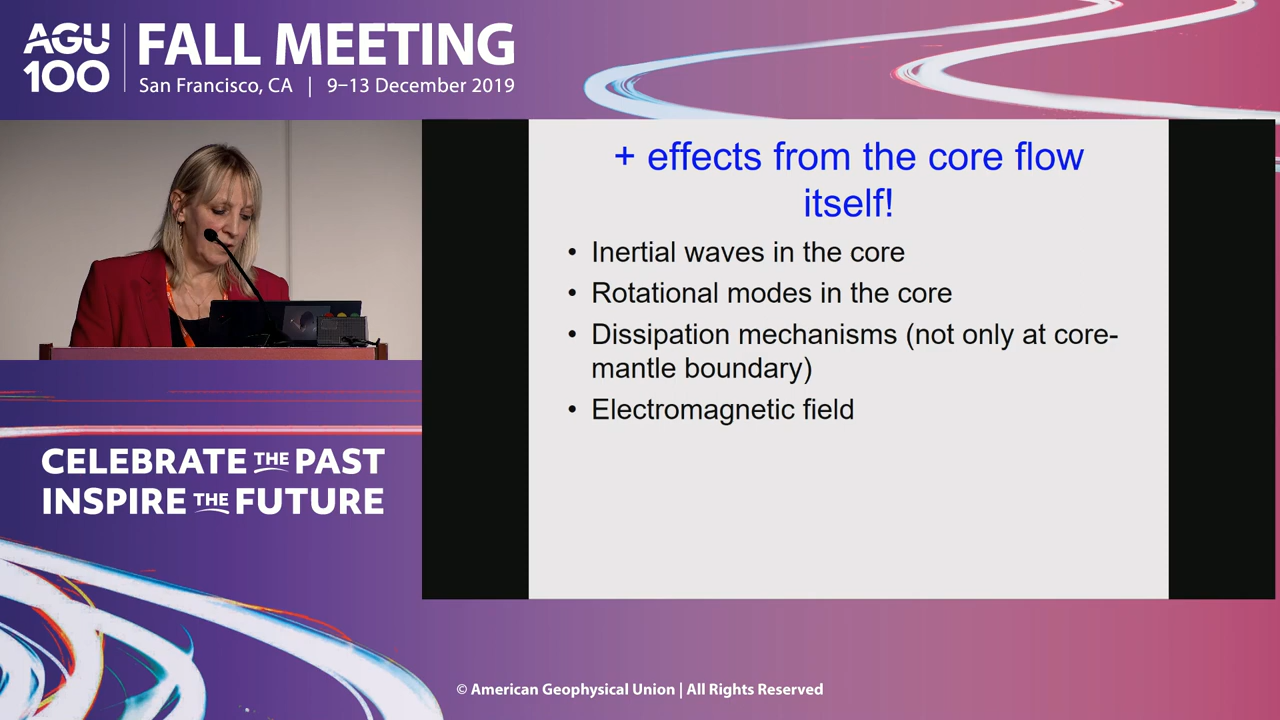 AGU
100
FALL MEETING
San Francisco, CA | 9–13 December 2019
+ effects from the core flow
itself!
• Inertial waves in the core
• Rotational modes in the core
• Dissipation mechanisms (not only at core-
mantle boundary)
• Electromagnetic field
CELEBRATE THE PAST
INSPIRE THE FUTURE
© American Geophysical Union | All Rights Reserved